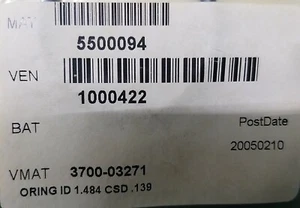 MAT
5500094
VEN
1000422
BAT
PostDate
20050210
VMAT 3700-03271
ORING ID 1.484 CSD .139